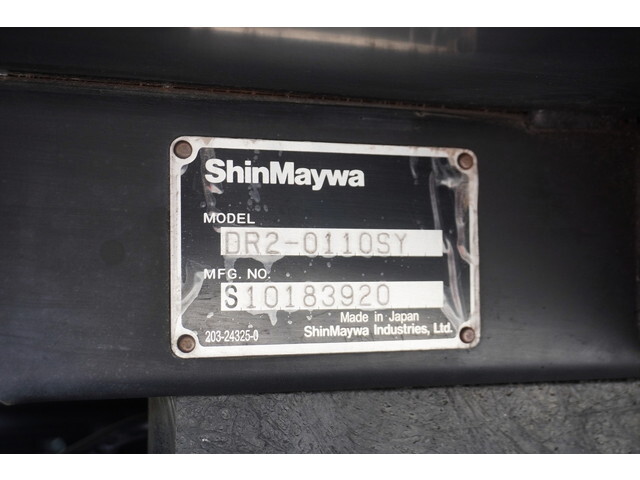 ShinMaywa
MODEL
DR2-0110SY
MFG. NO.
S10183920
Made in Japan
203-24325-0 ShinMaywa Industries, Ltd.